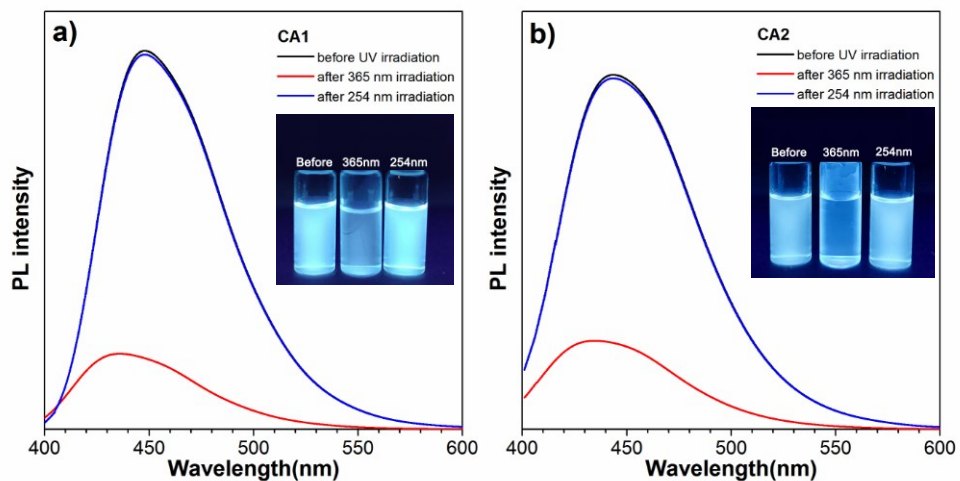 a)
CA1
before UV irradiation
after 365 nm irradiation
after 254 nm irradiation
Before 365nm 254nm
PL intensity
400 450 500 550 600
Wavelength(nm)
b)
CA2
before UV irradiation
after 365 nm irradiation
after 254 nm irradiation
Before 365nm 254nm
PL intensity
400 450 500 550 600
Wavelength(nm)